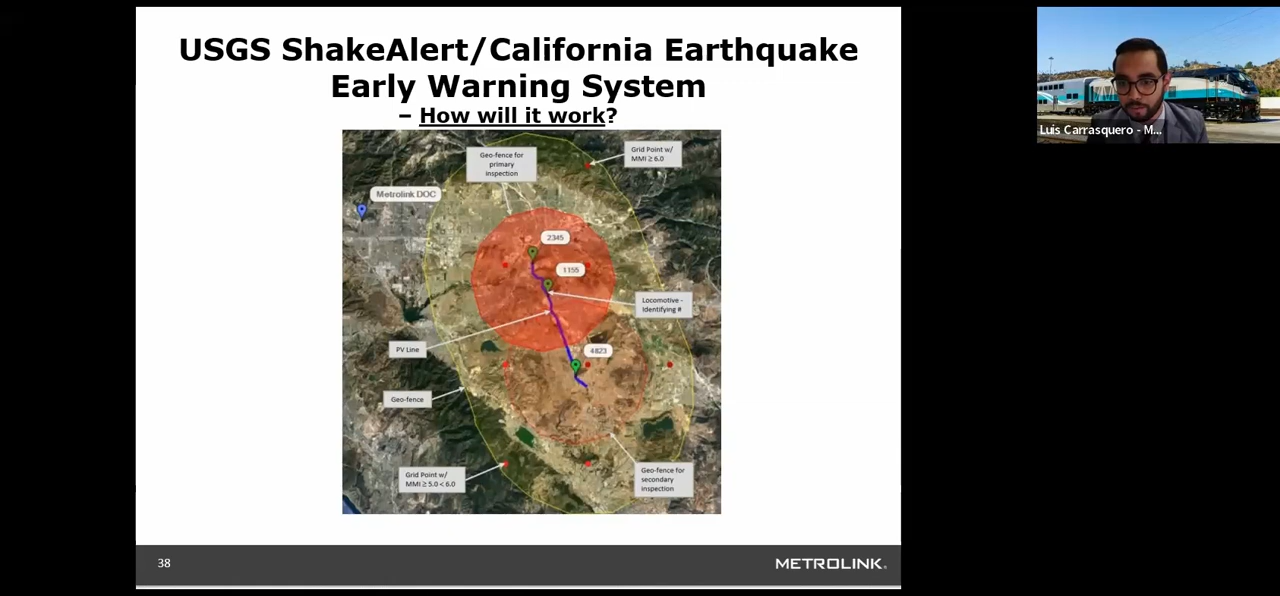 USGS ShakeAlert/California Earthquake
Early Warning System
– How will it work?
Geo-fence for
primary
inspection
Grid Point w/
MMI ≥ 6.0
Metrolink DOC
2345
1155
Locomotive -
Identifying #
PV Line
4823
Geo-fence
Grid Point w/
MMI ≥ 5.0 < 6.0
Geo-fence for
secondary
inspection
38
METROLINK.
Luis Carrasquero - M...